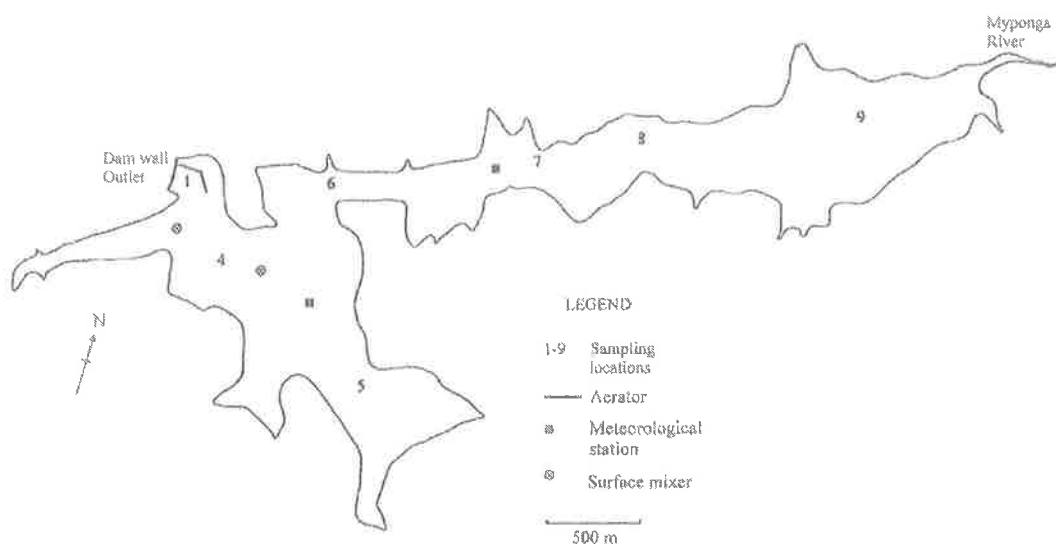 Myponga
River
9
8
7
Dam wall
Outlet
1
6
4
N
5
LEGEND
1-9 Sampling
locations
Aerator
Meteorological
station
Surface mixer
500 m